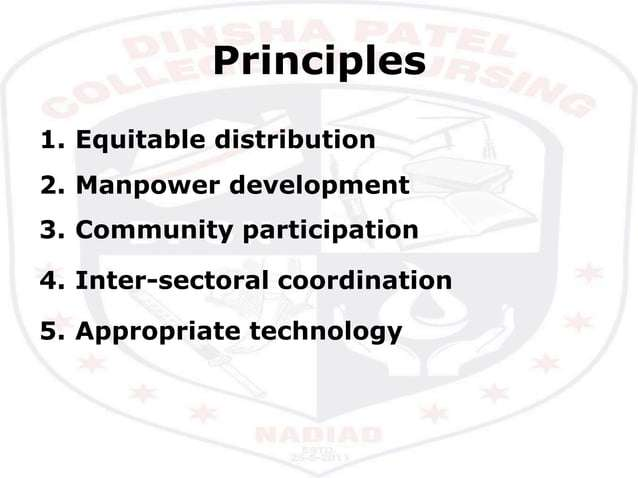 DINSHA PATEL
COLLEGE NURSING
Principles
1. Equitable distribution
2. Manpower development
3. Community participation
4. Inter-sectoral coordination
5. Appropriate technology
NADIAD
ESTD.